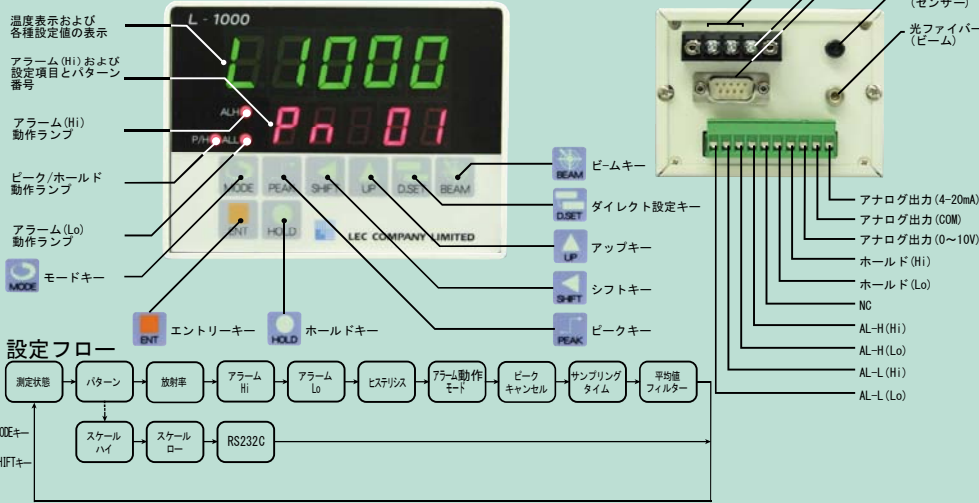 温度表示および
各種設定値の表示
アラーム(Hi)および
設定項目とパターン
番号
アラーム(Hi)
動作ランプ
ピーク/ホールド
動作ランプ
アラーム(Lo)
動作ランプ
MODE
モードキー
L - 1000
L 1000
ALH
Pn 01
P/H
ALL
MODE
PEAK
SHIFT
UP
D.SET
BEAM
ENT
HOLD
LEC COMPANY LIMITED
ENT
エントリーキー
HOLD
ホールドキー
BEAM
ビームキー
D.SET
ダイレクト設定キー
UP
アップキー
SHIFT
シフトキー
PEAK
ピークキー
(センサー)
光ファイバー
(ビーム)
アナログ出力(4-20mA)
アナログ出力(COM)
アナログ出力(0～10V)
ホールド(Hi)
ホールド(Lo)
NC
AL-H(Hi)
AL-H(Lo)
AL-L(Hi)
AL-L(Lo)
設定フロー
測定状態
パターン
放射率
アラーム
Hi
アラーム
Lo
ヒステリシス
アラーム動作
モード
ピーク
キャンセル
サンプリング
タイム
平均値
フィルター
スケール
ハイ
スケール
ロー
RS232C
ODEキー
HIFTキー